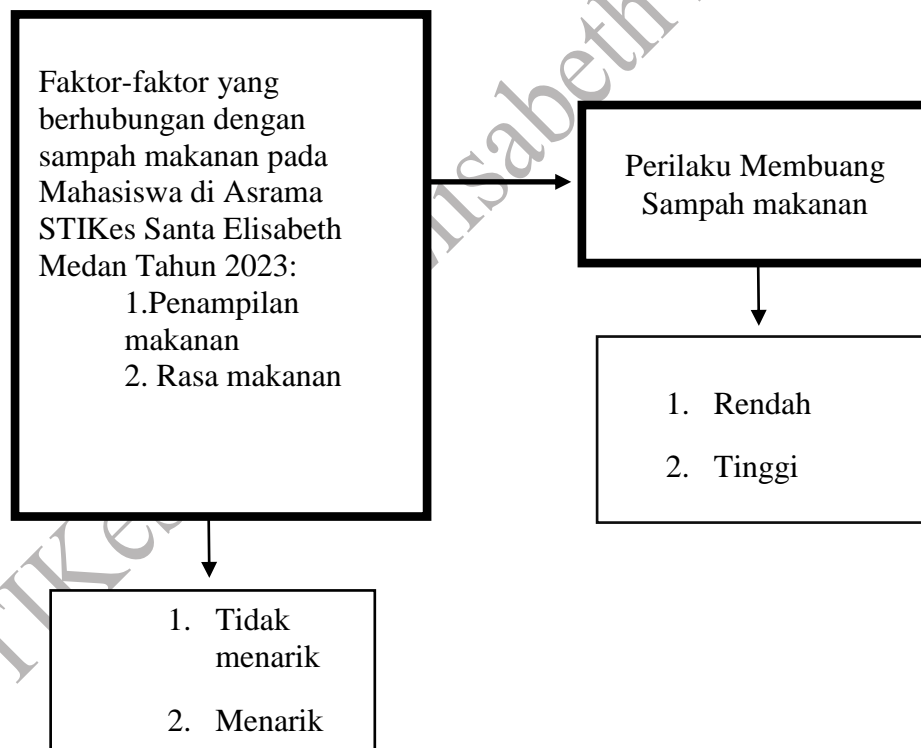 Faktor-faktor yang
berhubungan dengan
sampah makanan pada
Mahasiswa di Asrama
STIKes Santa Elisabeth
Medan Tahun 2023:
1.Penampilan
makanan
2. Rasa makanan
Perilaku Membuang
Sampah makanan
1. Rendah
2. Tinggi
1. Tidak
menarik
2. Menarik